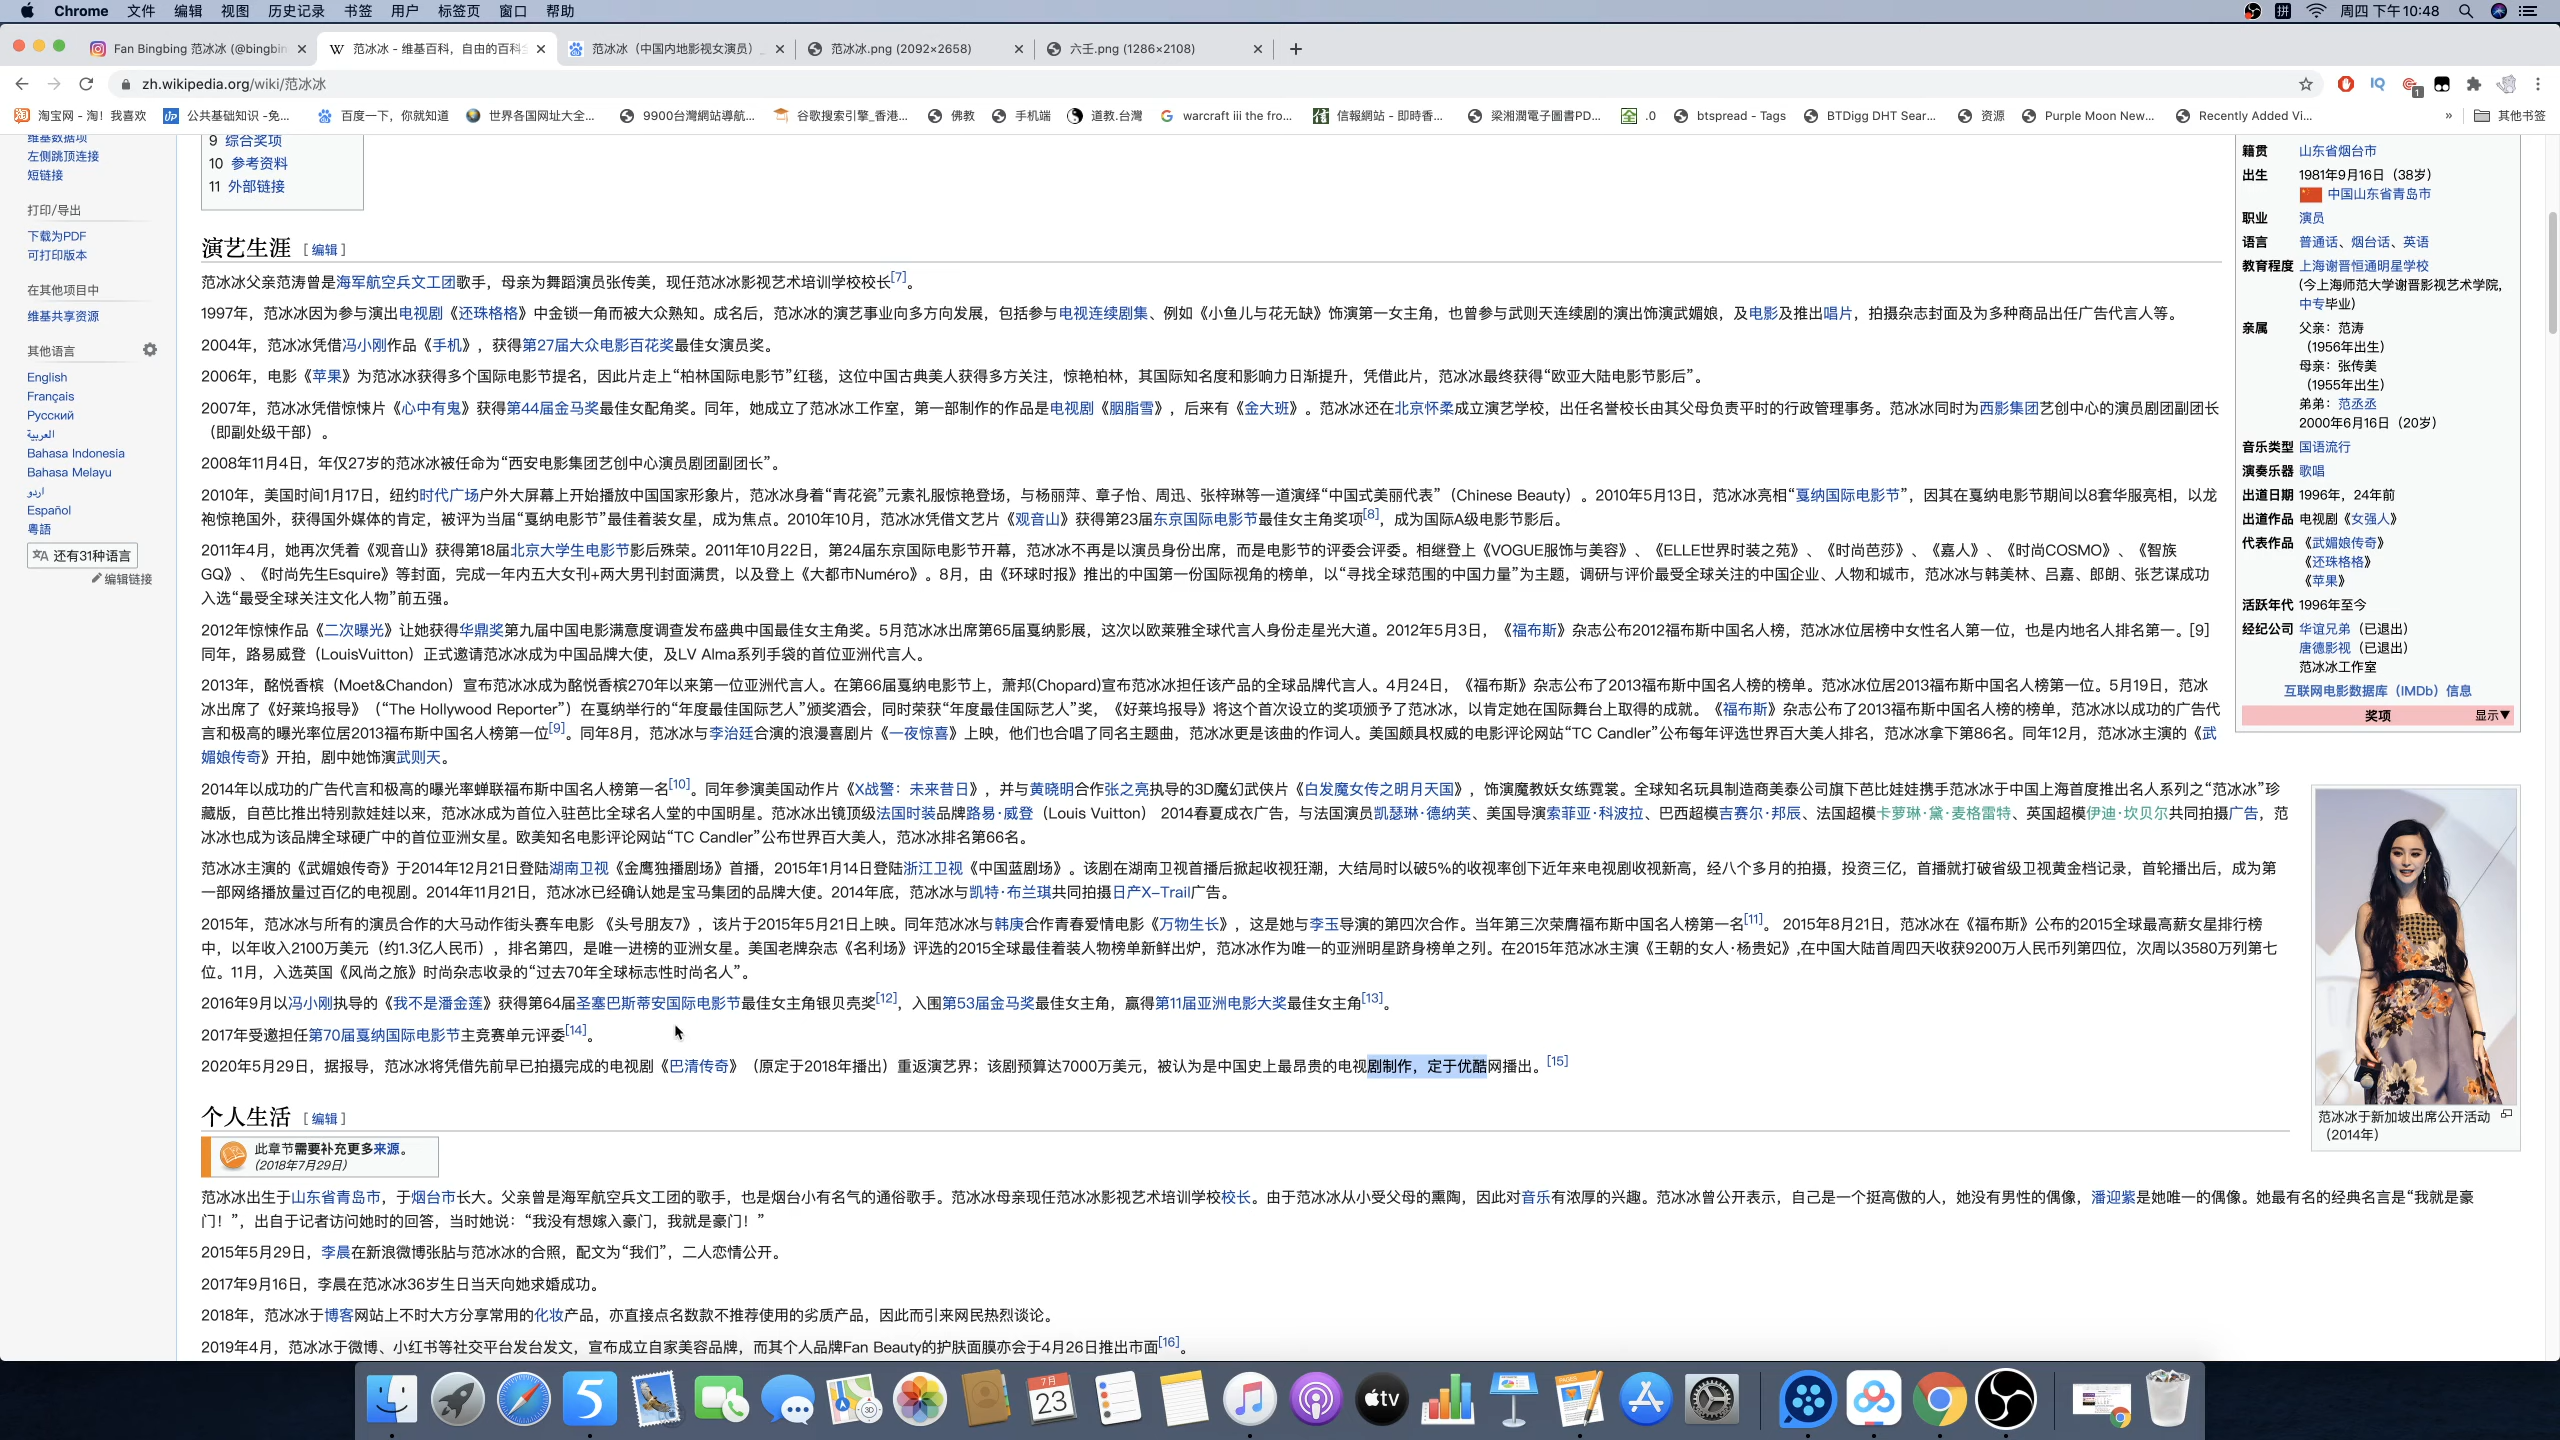 Chrome 文件 编辑 视图 历史记录 书签 用户 标签页 窗口 帮助 周四 下午10:48
Fan Bingbing 范冰冰 (@bingbin
范冰冰 - 维基百科，自由的百科全
范冰冰（中国内地影视女演员）_
范冰冰.png (2092×2658)
六壬.png (1286×2108)
zh.wikipedia.org/wiki/范冰冰
淘宝网 - 淘！我喜欢
公共基础知识 -免...
百度一下，你就知道
世界各国网址大全...
9900台灣網站導航...
谷歌搜索引擎_香港...
佛教
手机端
道教.台灣
warcraft iii the fro...
信報網站 - 即時香...
梁湘潤電子圖書PD...
.0
btspread - Tags
BTDigg DHT Sear...
资源
Purple Moon New...
Recently Added Vi...
» 其他书签
维基数据项
左侧跳顶连接
短链接
打印/导出
下载为PDF
可打印版本
在其他项目中
维基共享资源
其他语言
English
Français
Русский
العربية
Bahasa Indonesia
Bahasa Melayu
اردو
Español
粵語
还有31种语言
编辑链接
9 综合奖项
10 参考资料
11 外部链接
演艺生涯 [ 编辑 ]
范冰冰父亲范涛曾是海军航空兵文工团歌手，母亲为舞蹈演员张传美，现任范冰冰影视艺术培训学校校长[7]。
1997年，范冰冰因为参与演出电视剧《还珠格格》中金锁一角而被大众熟知。成名后，范冰冰的演艺事业向多方向发展，包括参与电视连续剧集、例如《小鱼儿与花无缺》饰演第一女主角，也曾参与武则天连续剧的演出饰演武媚娘，及电影及推出唱片，拍摄杂志封面及为多种商品出任广告代言人等。
2004年，范冰冰凭借冯小刚作品《手机》，获得第27届大众电影百花奖最佳女演员奖。
2006年，电影《苹果》为范冰冰获得多个国际电影节提名，因此片走上“柏林国际电影节”红毯，这位中国古典美人获得多方关注，惊艳柏林，其国际知名度和影响力日渐提升，凭借此片，范冰冰最终获得“欧亚大陆电影节影后”。
2007年，范冰冰凭借惊悚片《心中有鬼》获得第44届金马奖最佳女配角奖。同年，她成立了范冰冰工作室，第一部制作的作品是电视剧《胭脂雪》，后来有《金大班》。范冰冰还在北京怀柔成立演艺学校，出任名誉校长由其父母负责平时的行政管理事务。范冰冰同时为西影集团艺创中心的演员剧团副团长
（即副处级干部）。
2008年11月4日，年仅27岁的范冰冰被任命为“西安电影集团艺创中心演员剧团副团长”。
2010年，美国时间1月17日，纽约时代广场户外大屏幕上开始播放中国国家形象片，范冰冰身着“青花瓷”元素礼服惊艳登场，与杨丽萍、章子怡、周迅、张梓琳等一道演绎“中国式美丽代表”（Chinese Beauty）。2010年5月13日，范冰冰亮相“戛纳国际电影节”，因其在戛纳电影节期间以8套华服亮相，以龙
袍惊艳国外，获得国外媒体的肯定，被评为当届“戛纳电影节”最佳着装女星，成为焦点。2010年10月，范冰冰凭借文艺片《观音山》获得第23届东京国际电影节最佳女主角奖项[8]，成为国际A级电影节影后。
2011年4月，她再次凭着《观音山》获得第18届北京大学生电影节影后殊荣。2011年10月22日，第24届东京国际电影节开幕，范冰冰不再是以演员身份出席，而是电影节的评委会评委。相继登上《VOGUE服饰与美容》、《ELLE世界时装之苑》、《时尚芭莎》、《嘉人》、《时尚COSMO》、《智族
GQ》、《时尚先生Esquire》等封面，完成一年内五大女刊+两大男刊封面满贯，以及登上《大都市Numéro》。8月，由《环球时报》推出的中国第一份国际视角的榜单，以“寻找全球范围的中国力量”为主题，调研与评价最受全球关注的中国企业、人物和城市，范冰冰与韩美林、吕嘉、郎朗、张艺谋成功
入选“最受全球关注文化人物”前五强。
2012年惊悚作品《二次曝光》让她获得华鼎奖第九届中国电影满意度调查发布盛典中国最佳女主角奖。5月范冰冰出席第65届戛纳影展，这次以欧莱雅全球代言人身份走星光大道。2012年5月3日，《福布斯》杂志公布2012福布斯中国名人榜，范冰冰位居榜中女性名人第一位，也是内地名人排名第一。[9]
同年，路易威登（LouisVuitton）正式邀请范冰冰成为中国品牌大使，及LV Alma系列手袋的首位亚洲代言人。
2013年，酩悦香槟（Moet&Chandon）宣布范冰冰成为酩悦香槟270年以来第一位亚洲代言人。在第66届戛纳电影节上，萧邦(Chopard)宣布范冰冰担任该产品的全球品牌代言人。4月24日，《福布斯》杂志公布了2013福布斯中国名人榜的榜单。范冰冰位居2013福布斯中国名人榜第一位。5月19日，范冰
冰出席了《好莱坞报导》（“The Hollywood Reporter”）在戛纳举行的“年度最佳国际艺人”颁奖酒会，同时荣获“年度最佳国际艺人”奖，《好莱坞报导》将这个首次设立的奖项颁予了范冰冰，以肯定她在国际舞台上取得的成就。《福布斯》杂志公布了2013福布斯中国名人榜的榜单，范冰冰以成功的广告代
言和极高的曝光率位居2013福布斯中国名人榜第一位[9]。同年8月，范冰冰与李治廷合演的浪漫喜剧片《一夜惊喜》上映，他们也合唱了同名主题曲，范冰冰更是该曲的作词人。美国颇具权威的电影评论网站“TC Candler”公布每年评选世界百大美人排名，范冰冰拿下第86名。同年12月，范冰冰主演的《武
媚娘传奇》开拍，剧中她饰演武则天。
2014年以成功的广告代言和极高的曝光率蝉联福布斯中国名人榜第一名[10]。同年参演美国动作片《X战警：未来昔日》，并与黄晓明合作张之亮执导的3D魔幻武侠片《白发魔女传之明月天国》，饰演魔教妖女练霓裳。全球知名玩具制造商美泰公司旗下芭比娃娃携手范冰冰于中国上海首度推出名人系列之“范冰冰”珍
藏版，自芭比推出特别款娃娃以来，范冰冰成为首位入驻芭比全球名人堂的中国明星。范冰冰出镜顶级法国时装品牌路易·威登（Louis Vuitton） 2014春夏成衣广告，与法国演员凯瑟琳·德纳芙、美国导演索菲亚·科波拉、巴西超模吉赛尔·邦辰、法国超模卡萝琳·黛·麦格雷特、英国超模伊迪·坎贝尔共同拍摄广告，范
冰冰也成为该品牌全球硬广中的首位亚洲女星。欧美知名电影评论网站“TC Candler”公布世界百大美人，范冰冰排名第66名。
范冰冰主演的《武媚娘传奇》于2014年12月21日登陆湖南卫视《金鹰独播剧场》首播，2015年1月14日登陆浙江卫视《中国蓝剧场》。该剧在湖南卫视首播后掀起收视狂潮，大结局时以破5%的收视率创下近年来电视剧收视新高，经八个多月的拍摄，投资三亿，首播就打破省级卫视黄金档记录，首轮播出后，成为第
一部网络播放量过百亿的电视剧。2014年11月21日，范冰冰已经确认她是宝马集团的品牌大使。2014年底，范冰冰与凯特·布兰琪共同拍摄日产X-Trail广告。
2015年，范冰冰与所有的演员合作的大马动作街头赛车电影 《头号朋友7》，该片于2015年5月21日上映。同年范冰冰与韩庚合作青春爱情电影《万物生长》，这是她与李玉导演的第四次合作。当年第三次荣膺福布斯中国名人榜第一名[11]。 2015年8月21日，范冰冰在《福布斯》公布的2015全球最高薪女星排行榜
中，以年收入2100万美元（约1.3亿人民币），排名第四，是唯一进榜的亚洲女星。美国老牌杂志《名利场》评选的2015全球最佳着装人物榜单新鲜出炉，范冰冰作为唯一的亚洲明星跻身榜单之列。在2015年范冰冰主演《王朝的女人·杨贵妃》,在中国大陆首周四天收获9200万人民币列第四位，次周以3580万列第七
位。11月，入选英国《风尚之旅》时尚杂志收录的“过去70年全球标志性时尚名人”。
2016年9月以冯小刚执导的《我不是潘金莲》获得第64届圣塞巴斯蒂安国际电影节最佳女主角银贝壳奖[12]，入围第53届金马奖最佳女主角，赢得第11届亚洲电影大奖最佳女主角[13]。
2017年受邀担任第70届戛纳国际电影节主竞赛单元评委[14]。
2020年5月29日，据报导，范冰冰将凭借先前早已拍摄完成的电视剧《巴清传奇》（原定于2018年播出）重返演艺界；该剧预算达7000万美元，被认为是中国史上最昂贵的电视剧制作，定于优酷网播出。[15]
个人生活 [ 编辑 ]
此章节需要补充更多来源。
(2018年7月29日)
范冰冰出生于山东省青岛市，于烟台市长大。父亲曾是海军航空兵文工团的歌手，也是烟台小有名气的通俗歌手。范冰冰母亲现任范冰冰影视艺术培训学校校长。由于范冰冰从小受父母的熏陶，因此对音乐有浓厚的兴趣。范冰冰曾公开表示，自己是一个挺高傲的人，她没有男性的偶像，潘迎紫是她唯一的偶像。她最有名的经典名言是“我就是豪
门！”，出自于记者访问她时的回答，当时她说：“我没有想嫁入豪门，我就是豪门！”
2015年5月29日，李晨在新浪微博张贴与范冰冰的合照，配文为“我们”，二人恋情公开。
2017年9月16日，李晨在范冰冰36岁生日当天向她求婚成功。
2018年，范冰冰于博客网站上不时大方分享常用的化妆产品，亦直接点名数款不推荐使用的劣质产品，因此而引来网民热烈谈论。
2019年4月，范冰冰于微博、小红书等社交平台发台发文，宣布成立自家美容品牌，而其个人品牌Fan Beauty的护肤面膜亦会于4月26日推出市面[16]。
籍贯 山东省烟台市
出生 1981年9月16日（38岁）
中国山东省青岛市
职业 演员
语言 普通话、烟台话、英语
教育程度 上海谢晋恒通明星学校
(今上海师范大学谢晋影视艺术学院,
中专毕业)
亲属 父亲：范涛
（1956年出生）
母亲：张传美
（1955年出生）
弟弟：范丞丞
2000年6月16日（20岁）
音乐类型 国语流行
演奏乐器 歌唱
出道日期 1996年，24年前
出道作品 电视剧《女强人》
代表作品 《武媚娘传奇》
《还珠格格》
《苹果》
活跃年代 1996年至今
经纪公司 华谊兄弟（已退出）
唐德影视（已退出）
范冰冰工作室
互联网电影数据库（IMDb）信息
奖项 显示▼
范冰冰于新加坡出席公开活动
（2014年）
7月
23
tv